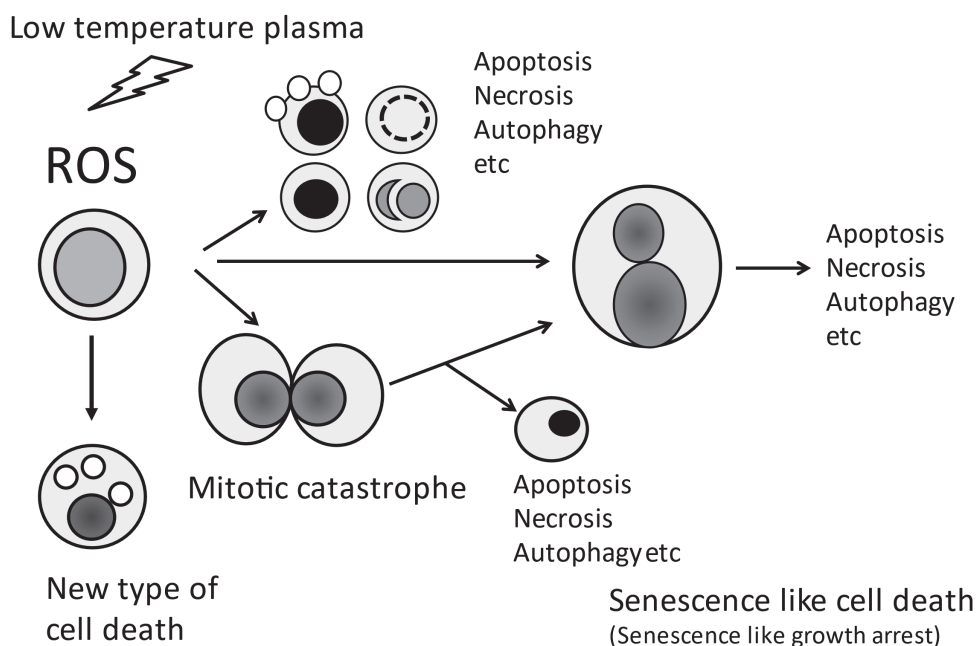 Low temperature plasma
ROS
Apoptosis
Necrosis
Autophagy
etc
Apoptosis
Necrosis
Autophagy
etc
Mitotic catastrophe
Apoptosis
Necrosis
Autophagy etc
New type of
cell death
Senescence like cell death
(Senescence like growth arrest)